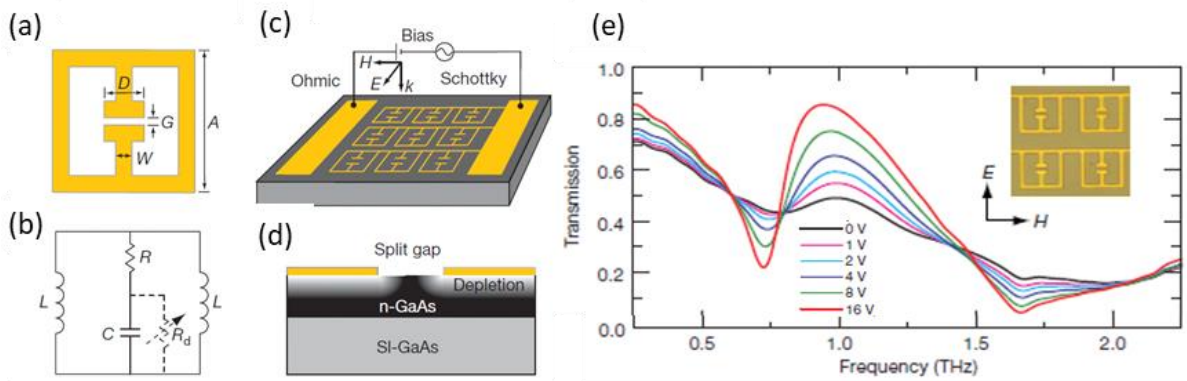 (a)
D
G
A
W
(b)
R
L
L
C
R_d
(c)
Bias
H
E
k
Ohmic
Schottky
(d)
Split gap
Depletion
n-GaAs
SI-GaAs
(e)
Transmission
1.0
0.8
0.6
0.4
0.2
0.0
0.5
1.0
1.5
2.0
Frequency (THz)
0 V
1 V
2 V
4 V
8 V
16 V
E
H